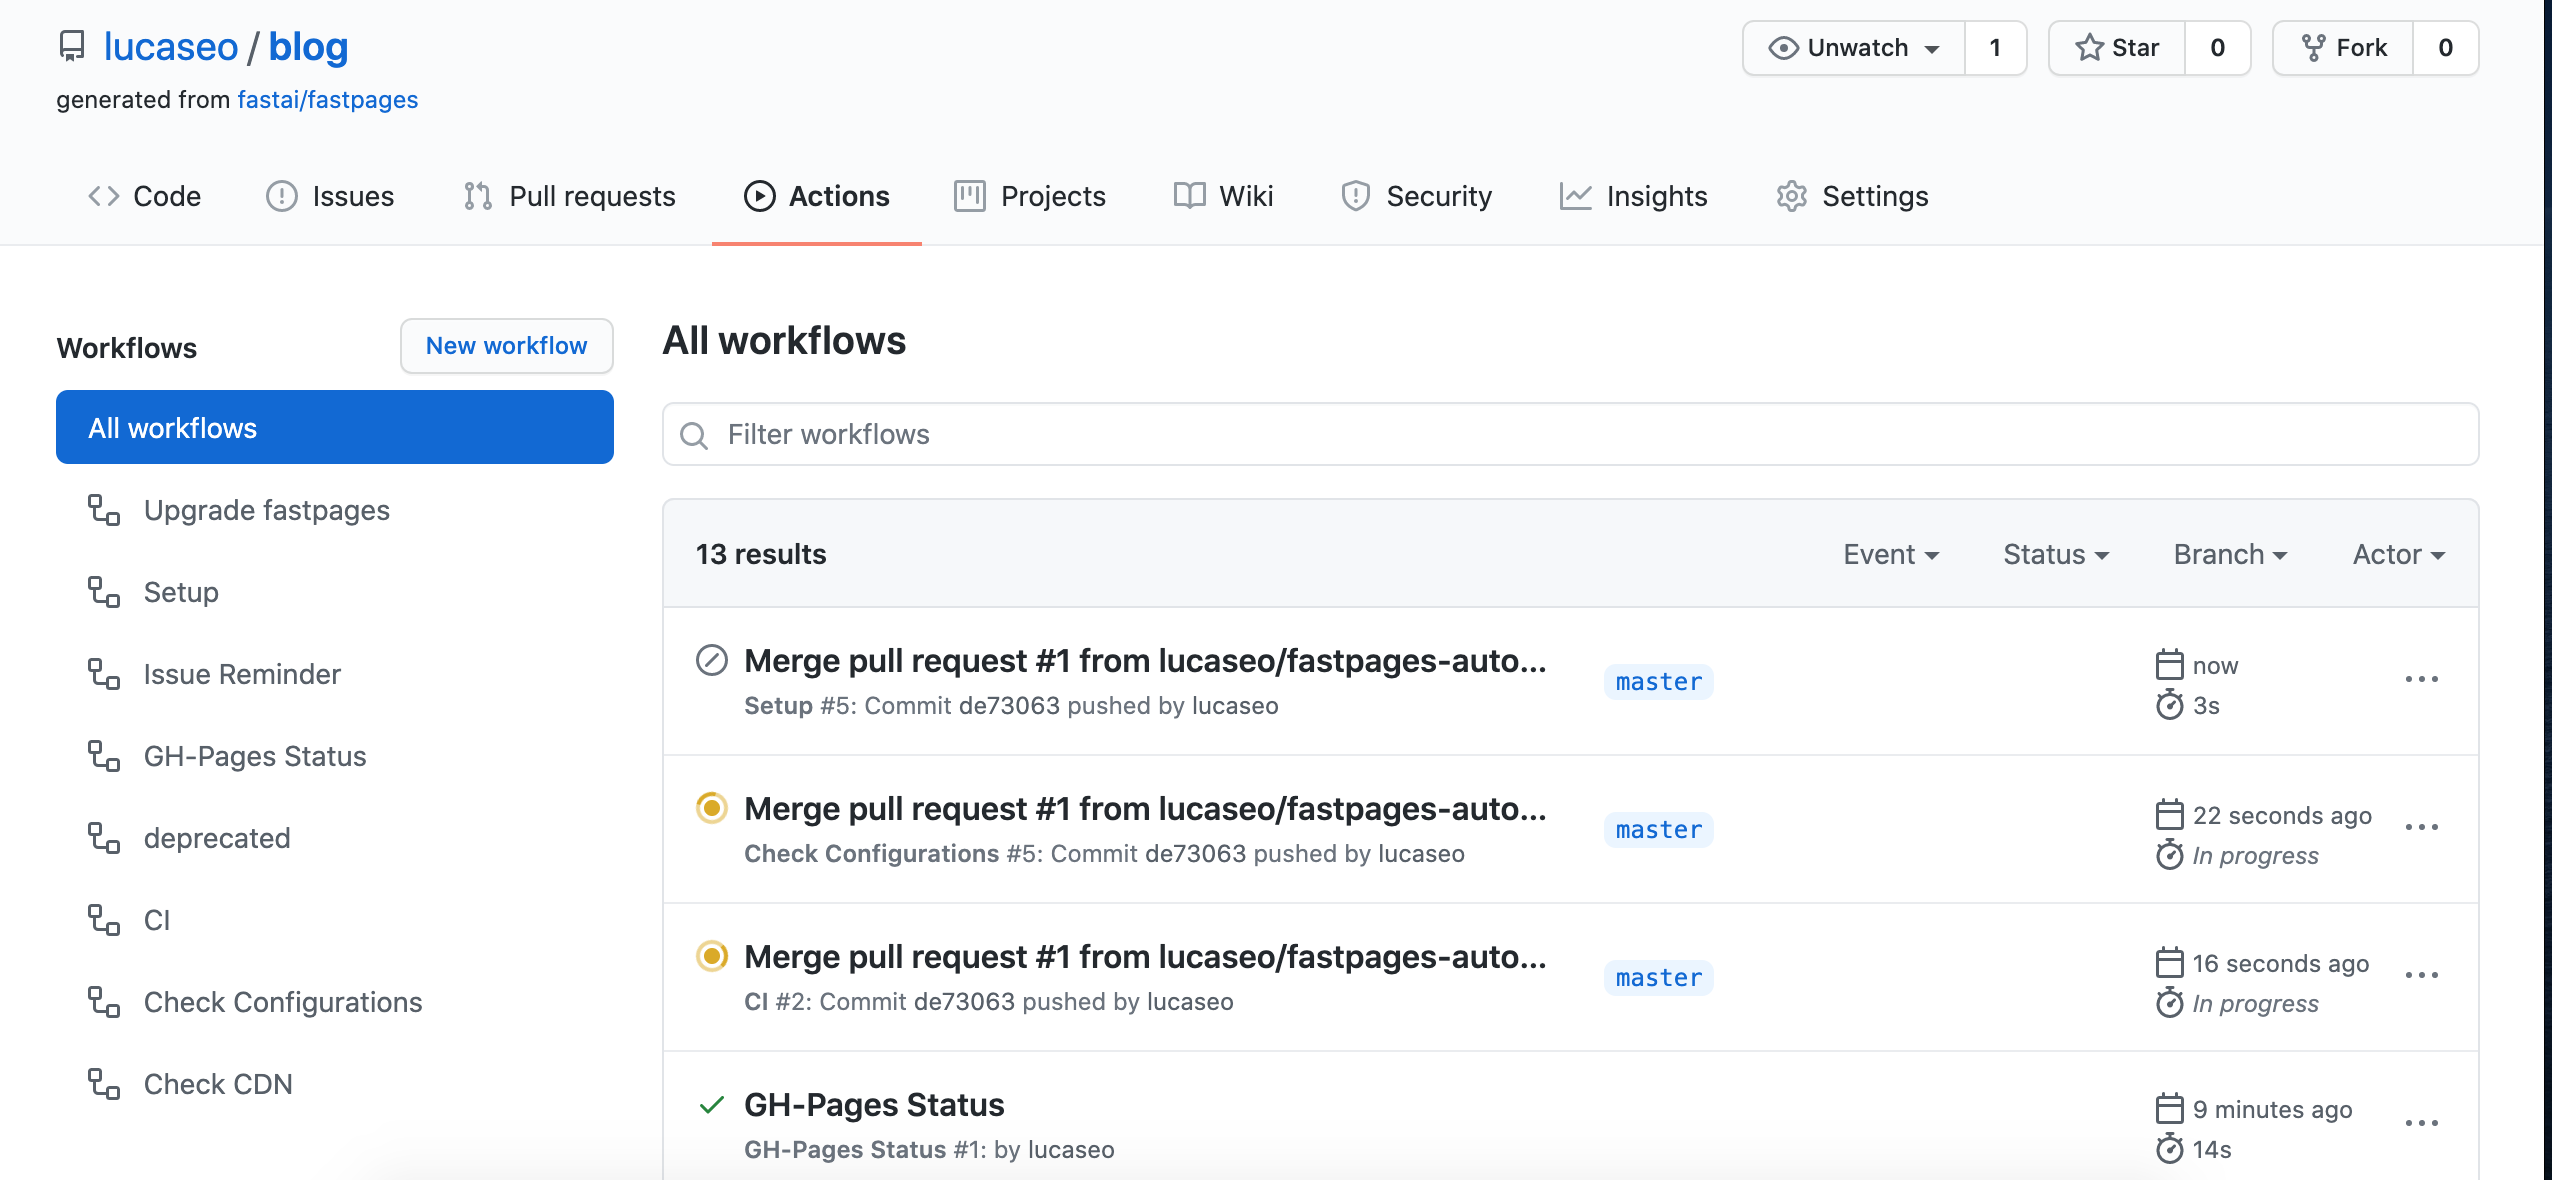 lucaseo / blog
Unwatch 1 Star 0 Fork 0
generated from fastai/fastpages
Code Issues Pull requests Actions Projects Wiki Security Insights Settings
Workflows
New workflow
All workflows
Upgrade fastpages
Setup
Issue Reminder
GH-Pages Status
deprecated
CI
Check Configurations
Check CDN
All workflows
Filter workflows
13 results Event Status Branch Actor
Merge pull request #1 from lucaseo/fastpages-auto...
Setup #5: Commit de73063 pushed by lucaseo
master
now
3s
Merge pull request #1 from lucaseo/fastpages-auto...
Check Configurations #5: Commit de73063 pushed by lucaseo
master
22 seconds ago
In progress
Merge pull request #1 from lucaseo/fastpages-auto...
CI #2: Commit de73063 pushed by lucaseo
master
16 seconds ago
In progress
GH-Pages Status
GH-Pages Status #1: by lucaseo
9 minutes ago
14s